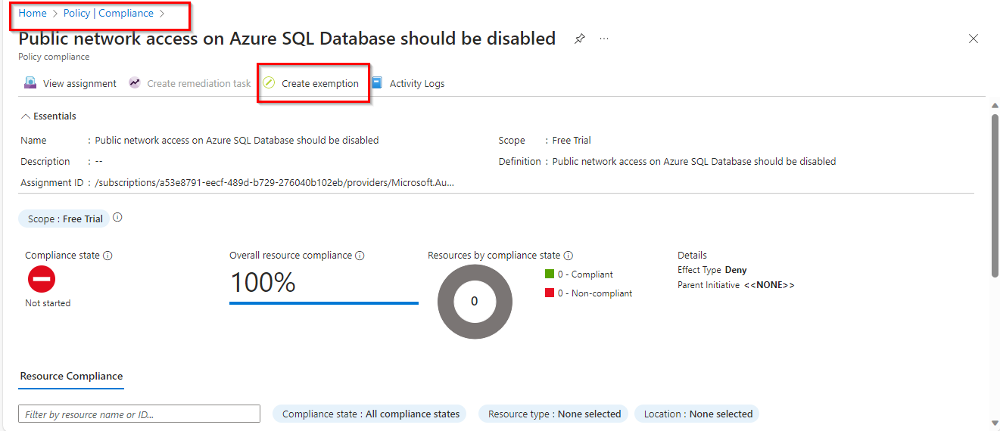 Home > Policy | Compliance >
Public network access on Azure SQL Database should be disabled ...
Policy compliance
View assignment Create remediation task Create exemption Activity Logs
Essentials
Name : Public network access on Azure SQL Database should be disabled Scope : Free Trial
Description : -- Definition : Public network access on Azure SQL Database should be disabled
Assignment ID : /subscriptions/a53e8791-eecf-489d-b729-276040b102eb/providers/Microsoft.Au...
Scope : Free Trial
Compliance state Overall resource compliance Resources by compliance state Details
Effect Type Deny
0 - Compliant
100%
Parent Initiative <<NONE>>
0 - Non-compliant
0
Not started
Resource Compliance
Filter by resource name or ID... Compliance state : All compliance states Resource type : None selected Location : None selected